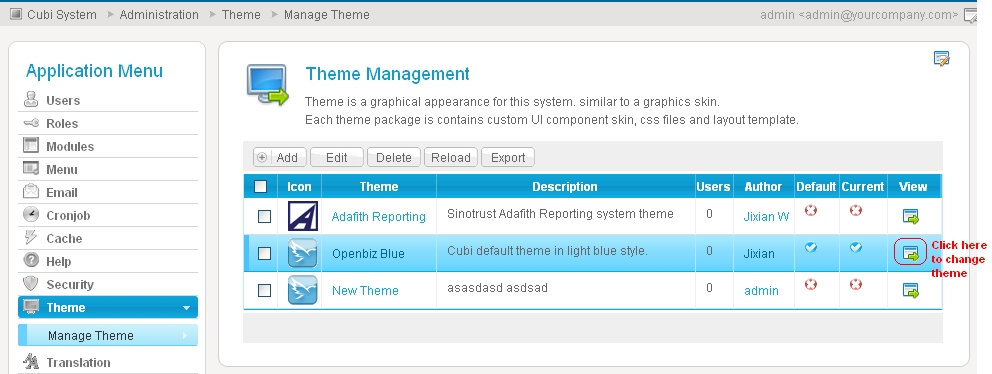 Cubi System Administration Theme Manage Theme admin <admin@yourcompany.com>
Application Menu
Users
Roles
Modules
Menu
Email
Cronjob
Cache
Help
Security
Theme
Manage Theme
Translation
Theme Management
Theme is a graphical appearance for this system. similar to a graphics skin.
Each theme package is contains custom UI component skin, css files and layout template.
Add Edit Delete Reload Export
Icon Theme Description Users Author Default Current View
Adafith Reporting Sinotrust Adafith Reporting system theme 0 Jixian W
Openbiz Blue Cubi default theme in light blue style. 0 Jixian
New Theme asasdasd asdsad 0 admin
Click here
to change
theme